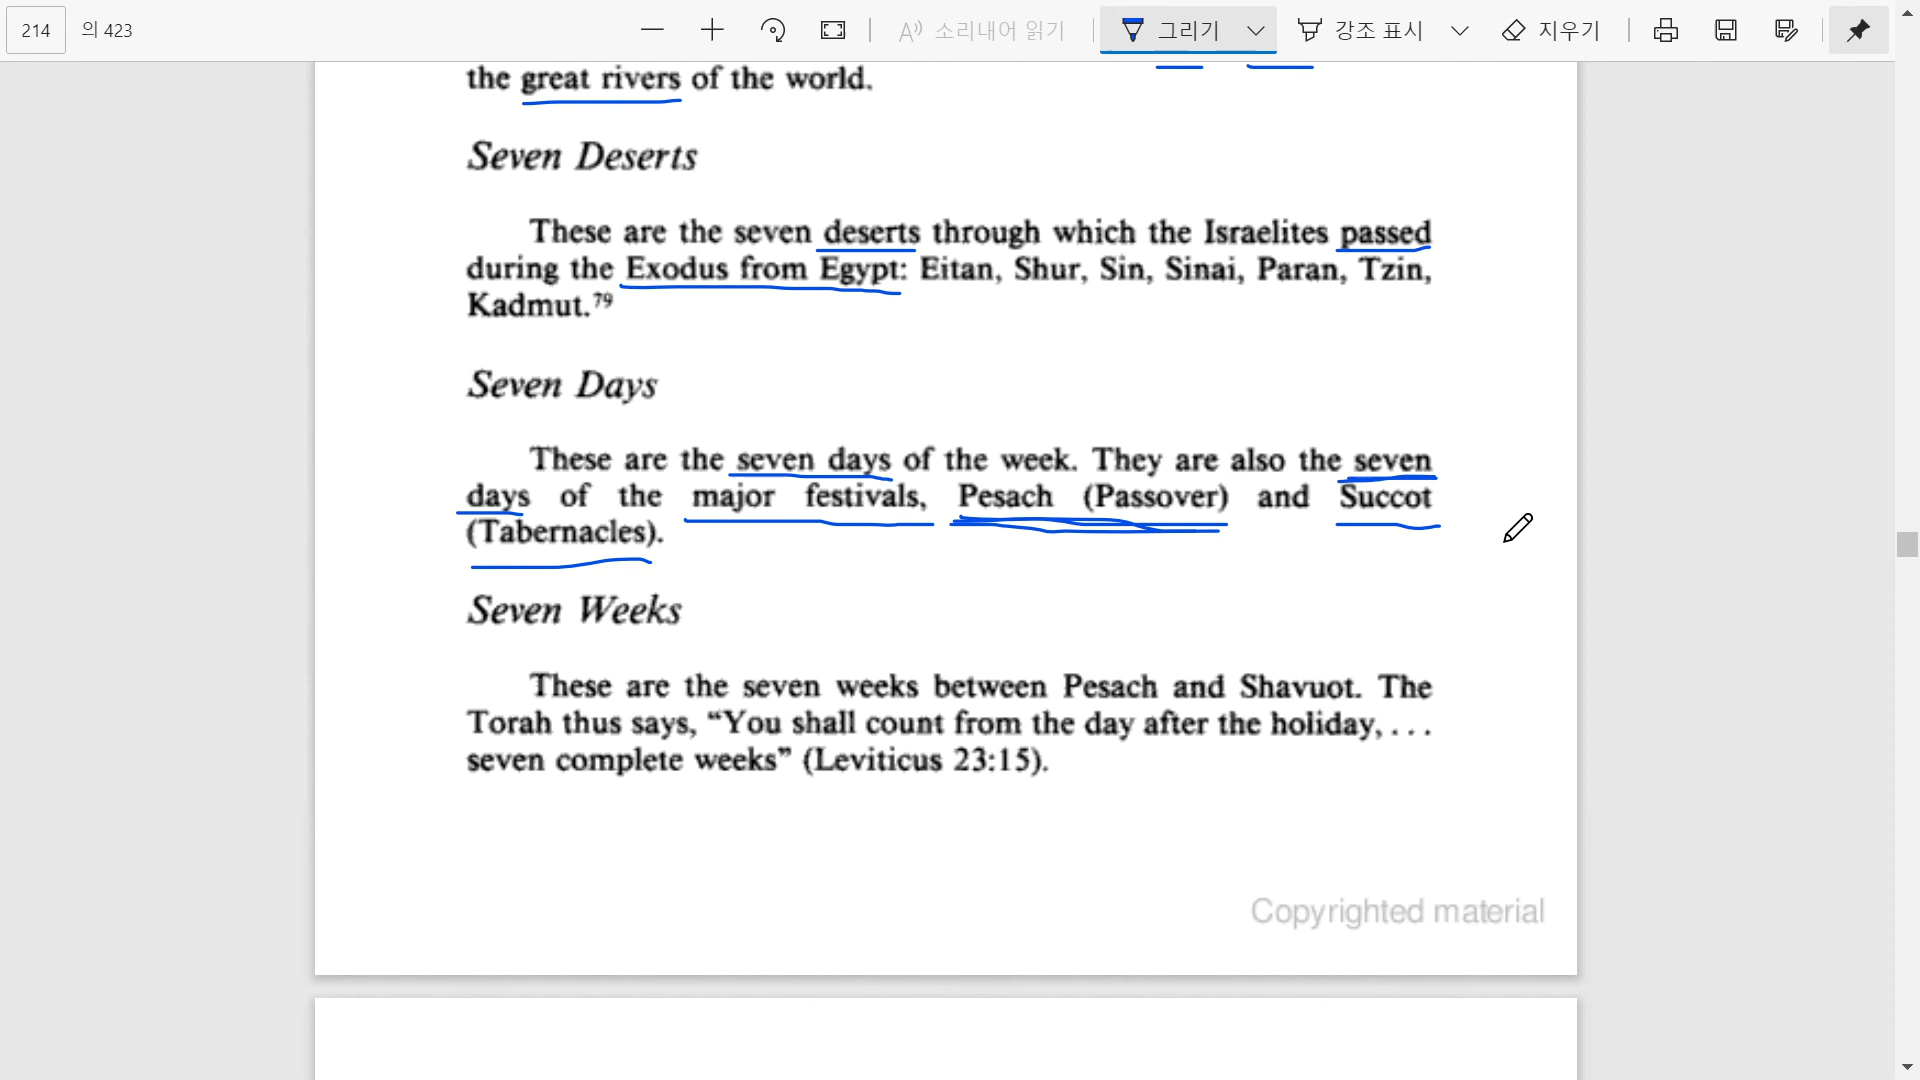 214 의 423 소리내어 읽기 그리기 강조 표시 지우기
the great rivers of the world.
Seven Deserts
These are the seven deserts through which the Israelites passed
during the Exodus from Egypt: Eitan, Shur, Sin, Sinai, Paran, Tzin,
Kadmut.79
Seven Days
These are the seven days of the week. They are also the seven
days of the major festivals, Pesach (Passover) and Succot
(Tabernacles).
Seven Weeks
These are the seven weeks between Pesach and Shavuot. The
Torah thus says, “You shall count from the day after the holiday, . . .
seven complete weeks” (Leviticus 23:15).
Copyrighted material